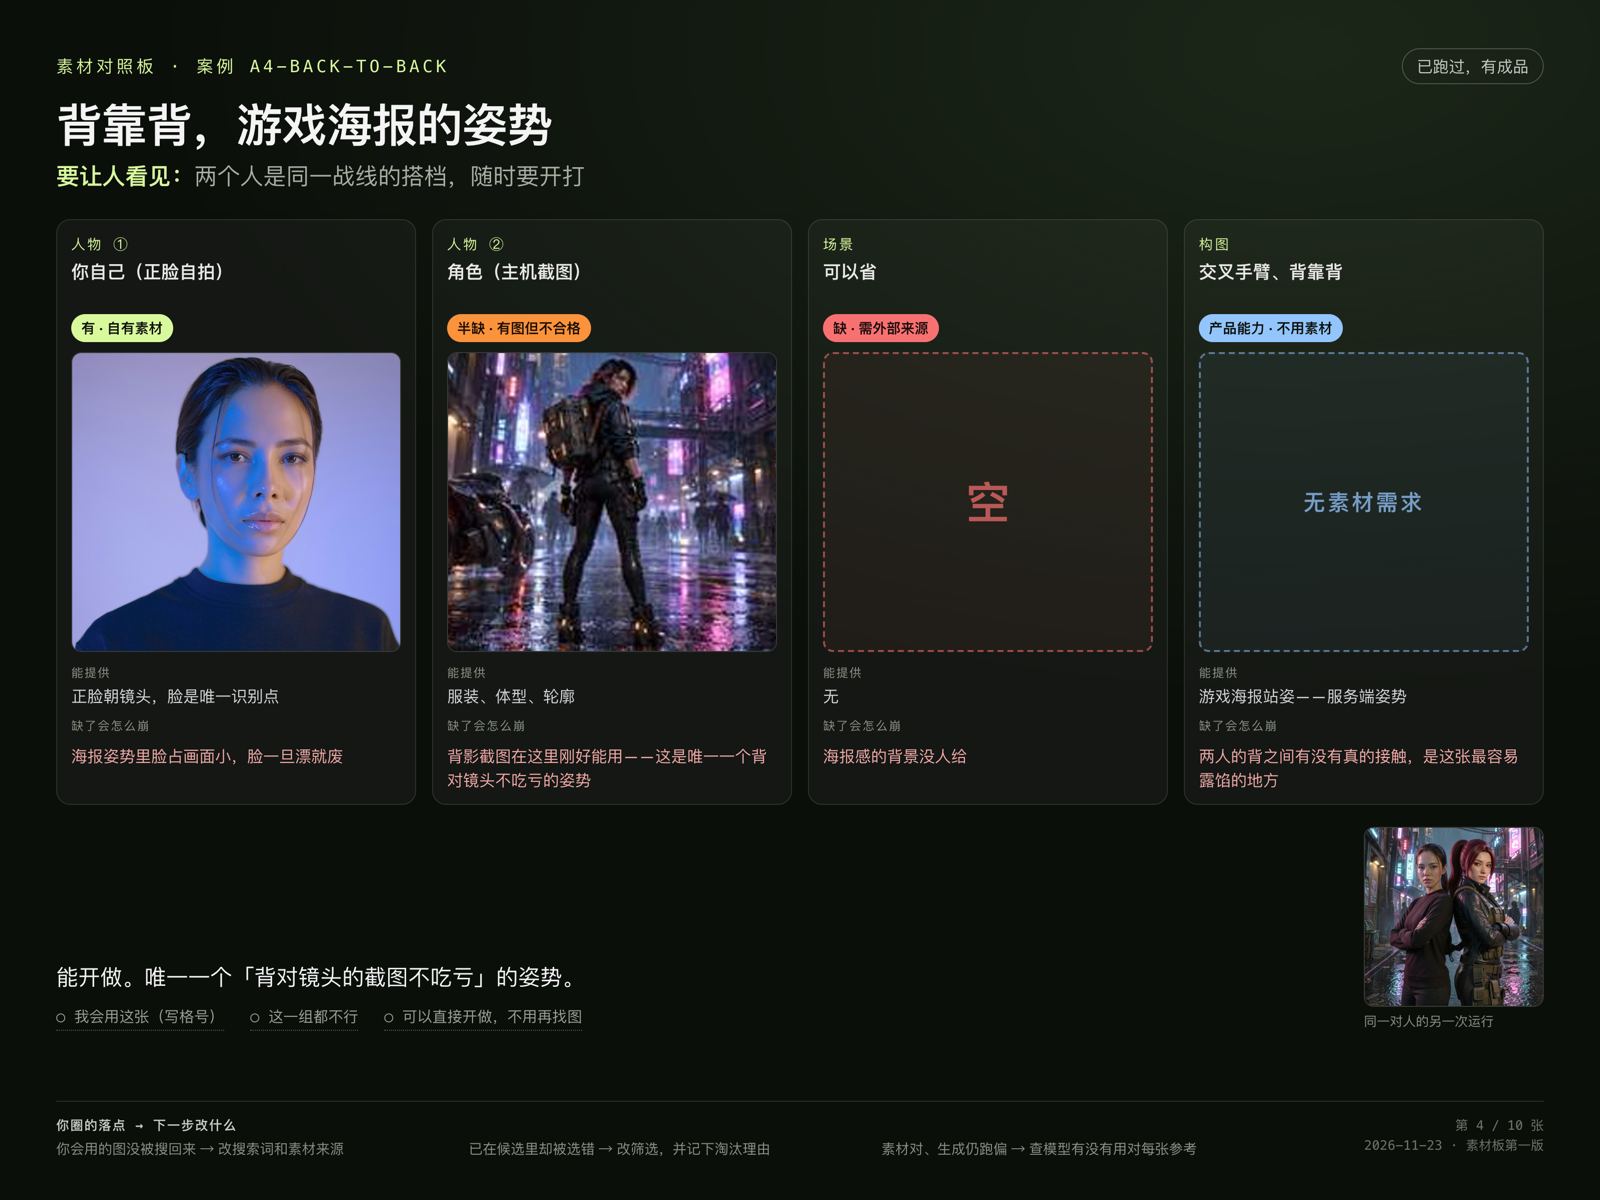 素材对照板 · 案例 A4-BACK-TO-BACK
已跑过，有成品
背靠背，游戏海报的姿势
要让人看见：两个人是同一战线的搭档，随时要开打
人物 ①
你自己（正脸自拍）
有 · 自有素材
能提供
正脸朝镜头，脸是唯一识别点
缺了会怎么崩
海报姿势里脸占画面小，脸一旦漂就废
人物 ②
角色（主机截图）
半缺 · 有图但不合格
能提供
服装、体型、轮廓
缺了会怎么崩
背影截图在这里刚好能用——这是唯一一个背
对镜头不吃亏的姿势
场景
可以省
缺 · 需外部来源
空
能提供
无
缺了会怎么崩
海报感的背景没人给
构图
交叉手臂、背靠背
产品能力 · 不用素材
无素材需求
能提供
游戏海报站姿——服务端姿势
缺了会怎么崩
两人的背之间有没有真的接触，是这张最容易
露馅的地方
同一对人的另一次运行
能开做。唯一一个「背对镜头的截图不吃亏」的姿势。
○ 我会用这张（写格号）
○ 这一组都不行
○ 可以直接开做，不用再找图
你圈的落点 → 下一步改什么
你会用的图没被搜回来 → 改搜索词和素材来源
已在候选里却被选错 → 改筛选，并记下淘汰理由
素材对、生成仍跑偏 → 查模型有没有用对每张参考
第 4 / 10 张
2026-11-23 · 素材板第一版